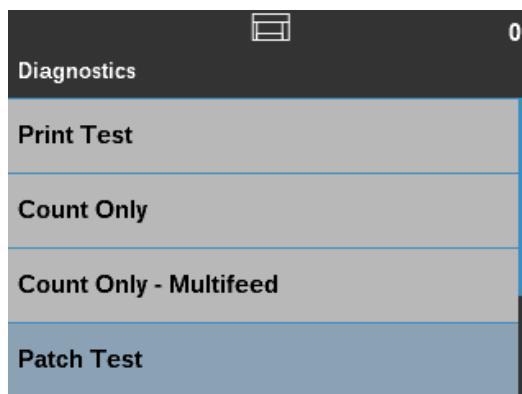 0
Diagnostics
Print Test
Count Only
Count Only - Multifeed
Patch Test